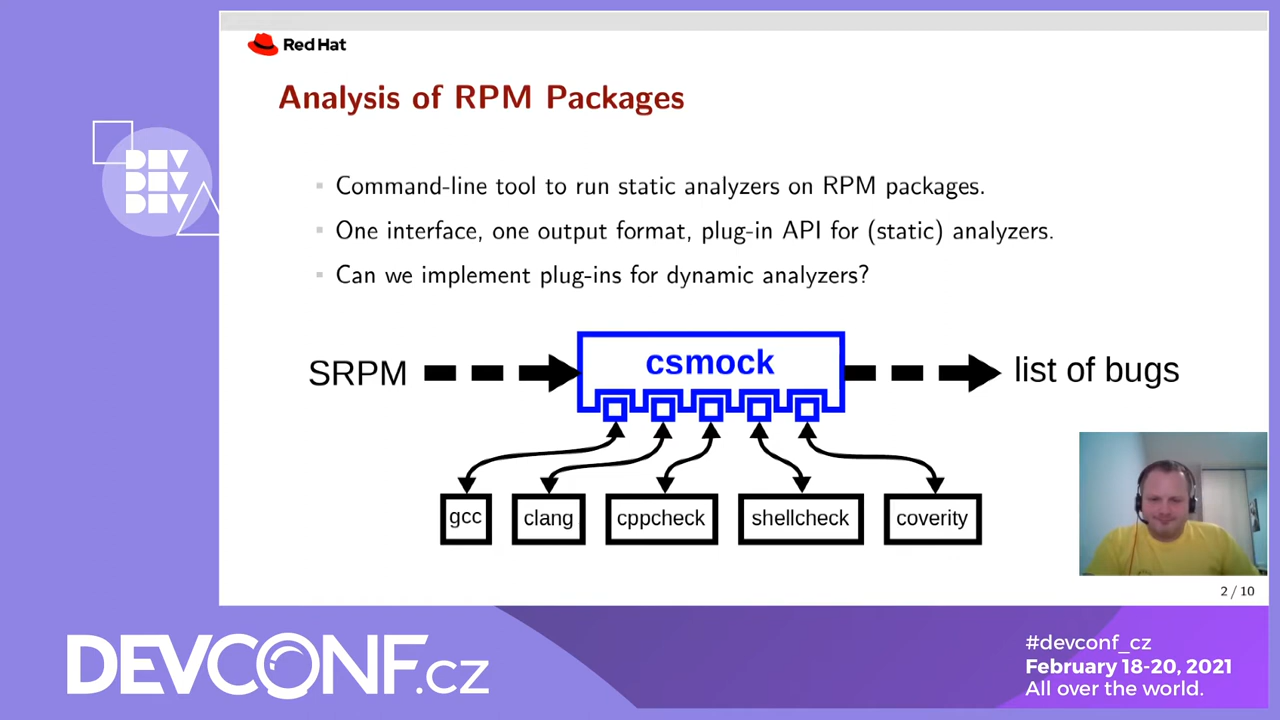 Red Hat
Analysis of RPM Packages
Command-line tool to run static analyzers on RPM packages.
One interface, one output format, plug-in API for (static) analyzers.
Can we implement plug-ins for dynamic analyzers?
SRPM
csmock
list of bugs
gcc
clang
cppcheck
shellcheck
coverity
2 / 10
DEV
DEV
DEV
DEVCONF.cz
#devconf_cz
February 18-20, 2021
All over the world.